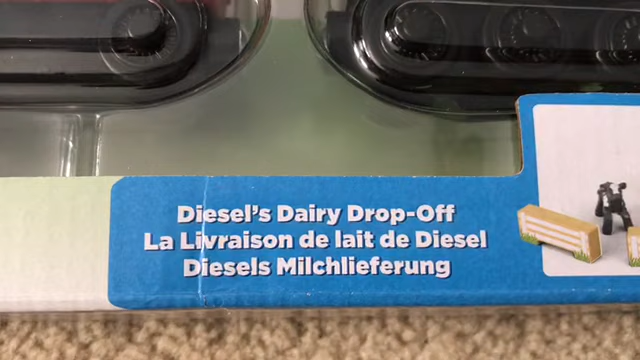 Diesel's Dairy Drop-Off
La Livraison de lait de Diesel
Diesels Milchlieferung